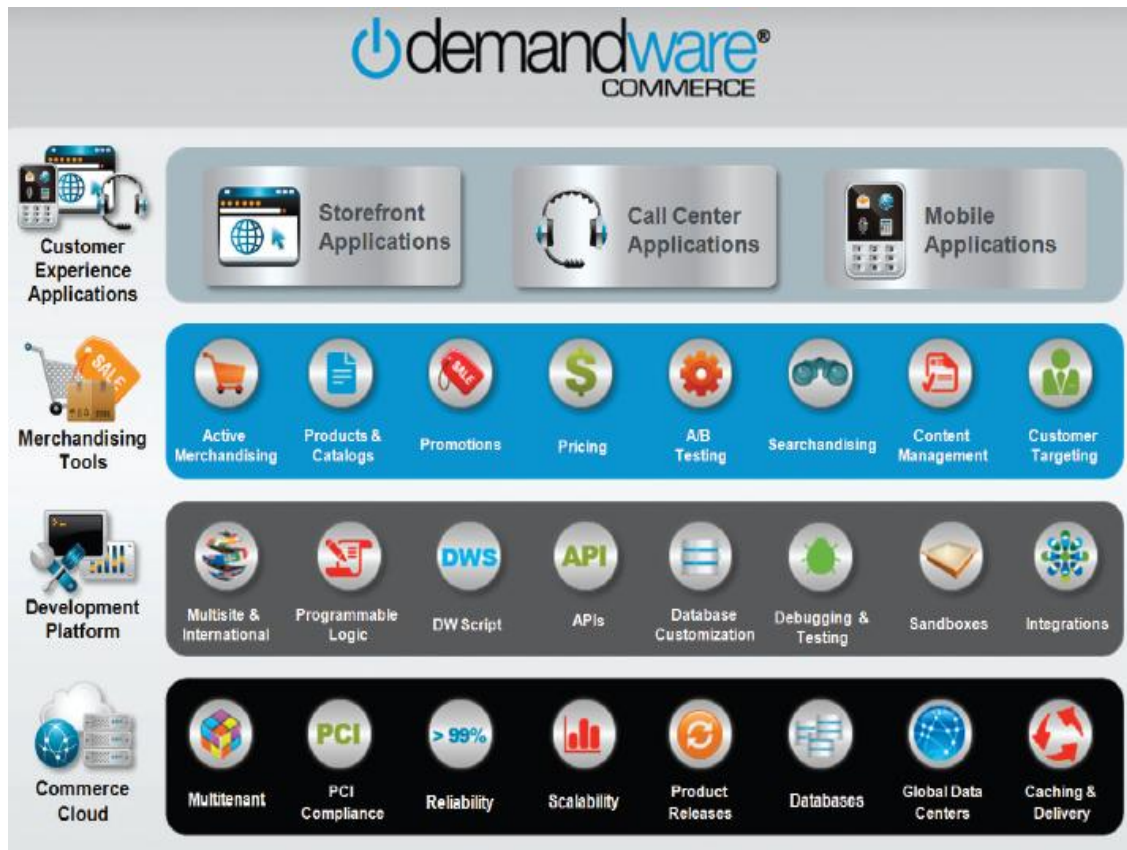 demandware®
COMMERCE
Customer
Experience
Applications
Storefront
Applications
Call Center
Applications
Mobile
Applications
SALE
Merchandising
Tools
Active
Merchandising
Products &
Catalogs
SALE
Promotions
$
Pricing
A/B
Testing
Searchandising
Content
Management
Customer
Targeting
Development
Platform
Multisite &
International
Programmable
Logic
DWS
DW Script
API
APIs
Database
Customization
Debugging &
Testing
Sandboxes
Integrations
Commerce
Cloud
Multitenant
PCI
PCI
Compliance
> 99%
Reliability
Scalability
Product
Releases
Databases
Global Data
Centers
Caching &
Delivery